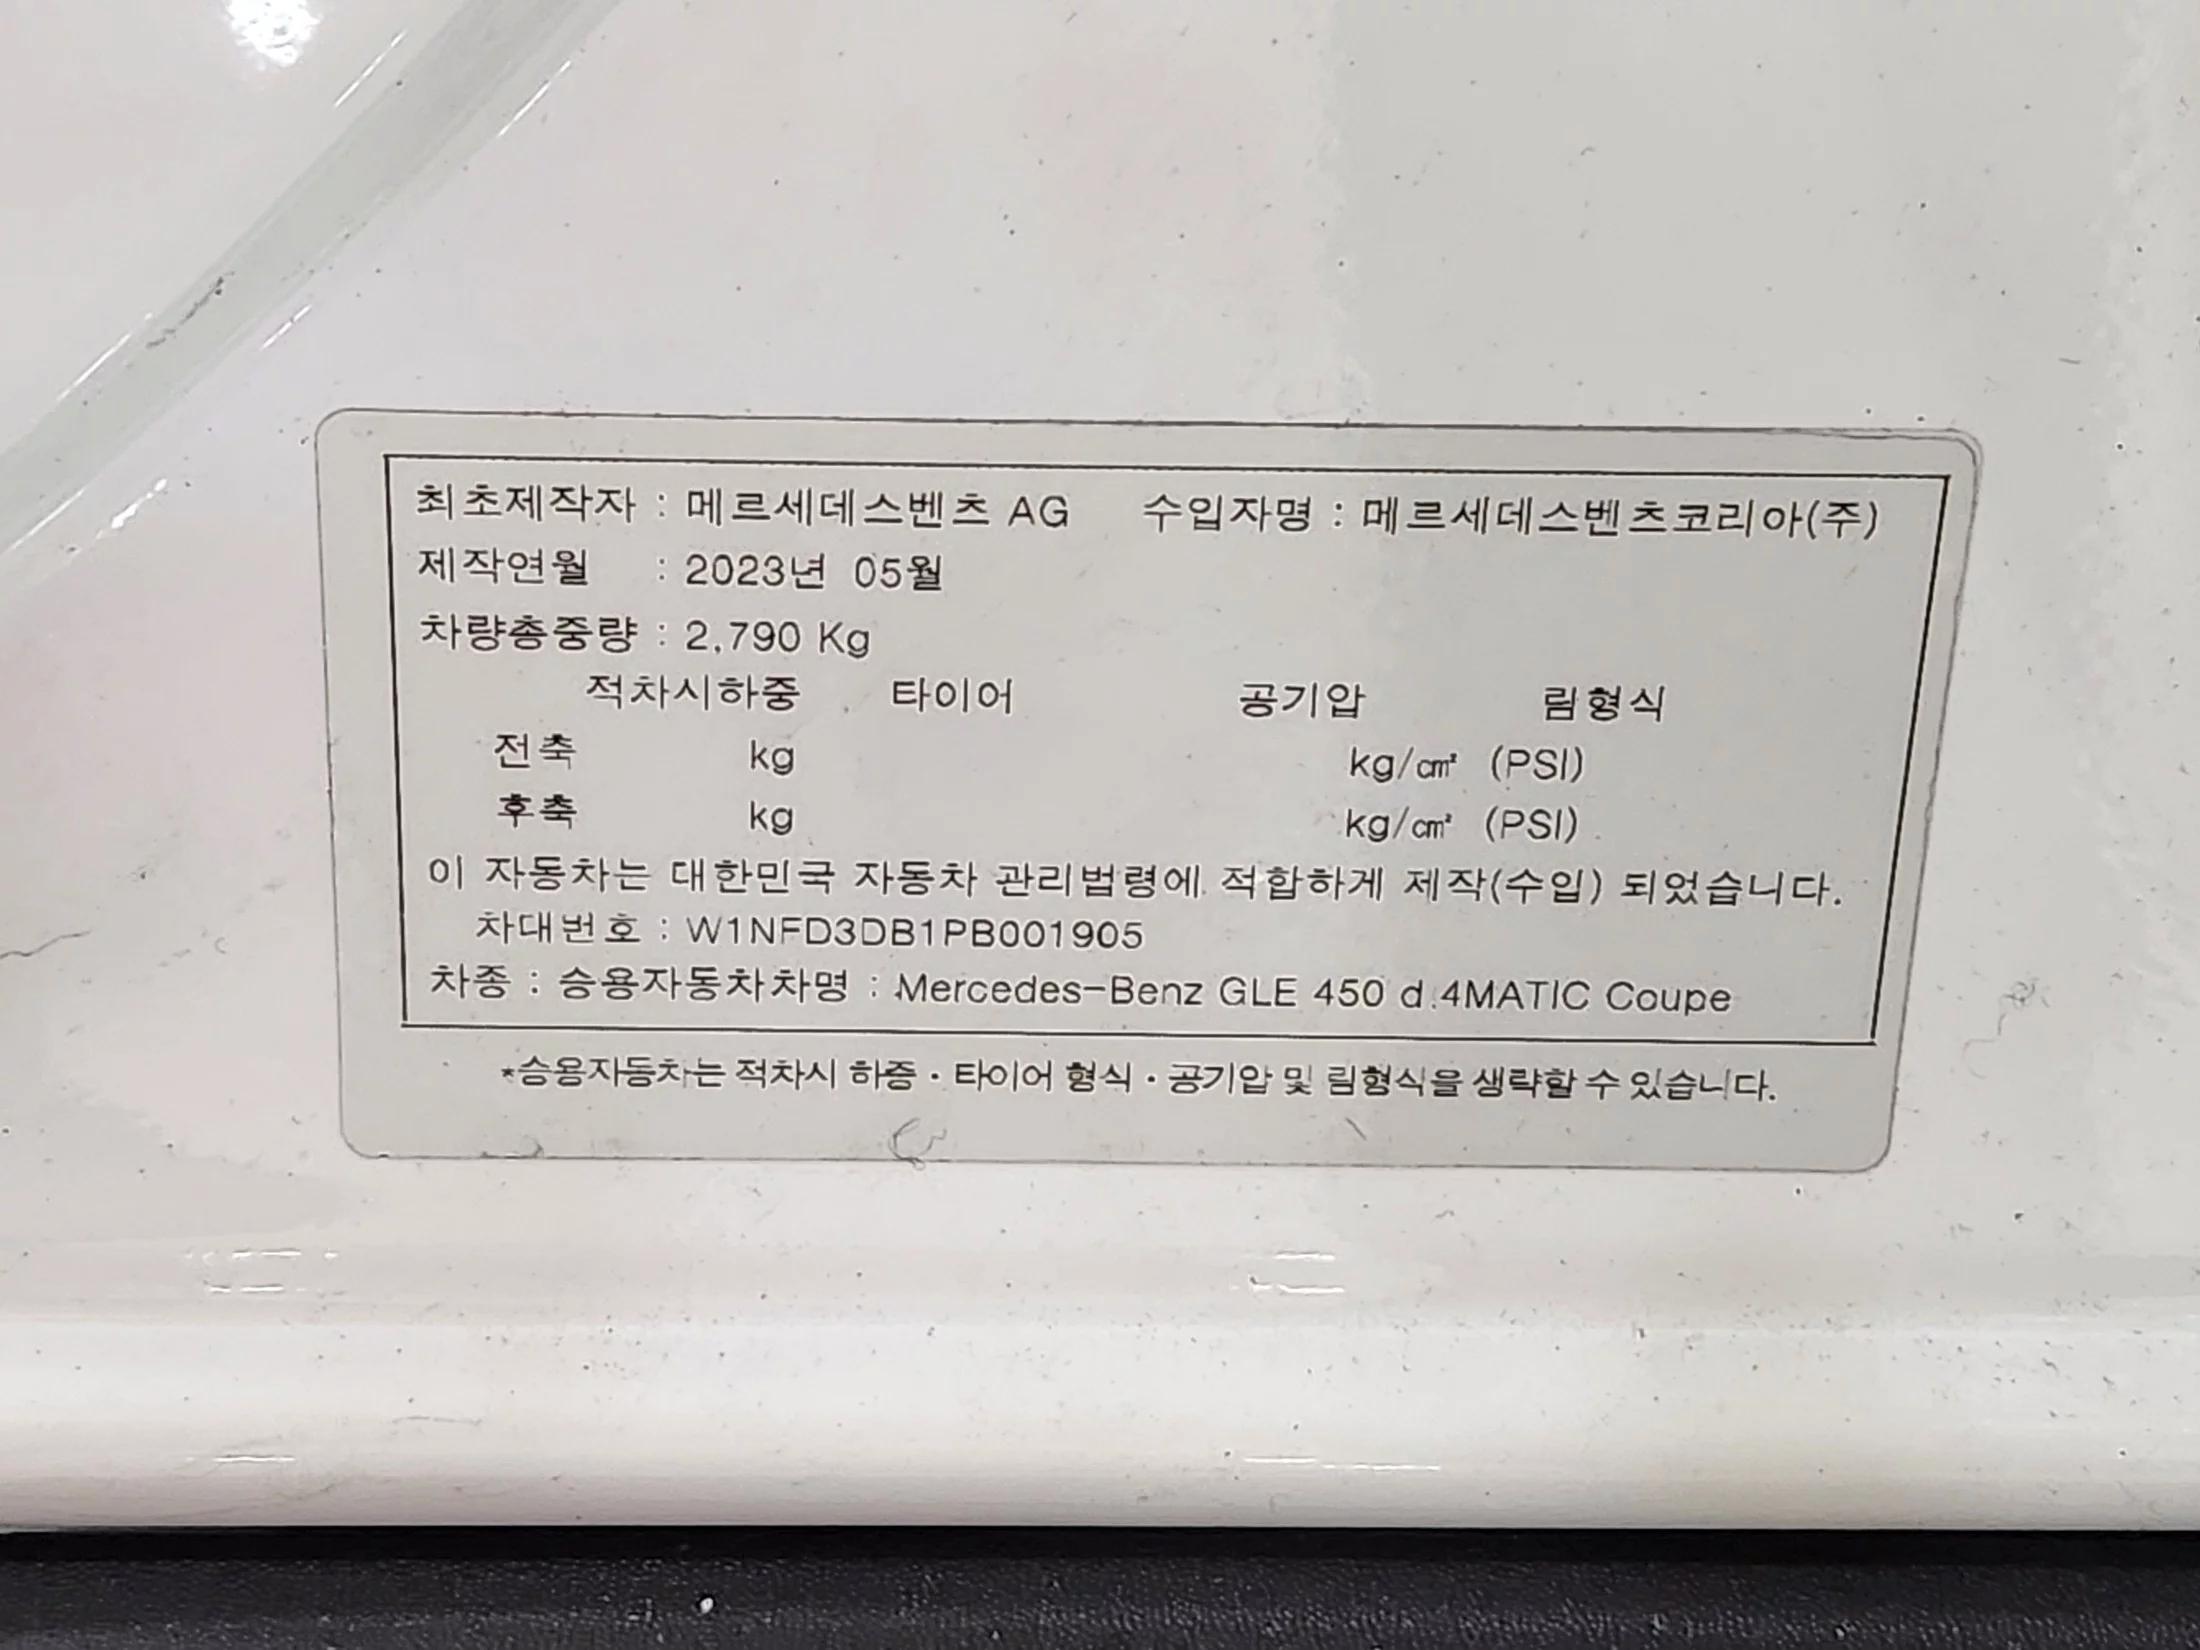 최초제작자 : 메르세데스벤츠 AG 수입자명 : 메르세데스벤츠코리아(주)
제작연월 : 2023년 05월
차량총중량 : 2,790 Kg
적차시하중 타이어 공기압 림형식
전축 kg kg/㎠ (PSI)
후축 kg kg/㎠ (PSI)
이 자동차는 대한민국 자동차 관리법령에 적합하게 제작(수입) 되었습니다.
차대번호 : W1NFD3DB1PB001905
차종 : 승용자동차차명 : Mercedes-Benz GLE 450 d 4MATIC Coupe
*승용자동차는 적차시 하중 · 타이어 형식 · 공기압 및 림형식을 생략할 수 있습니다.